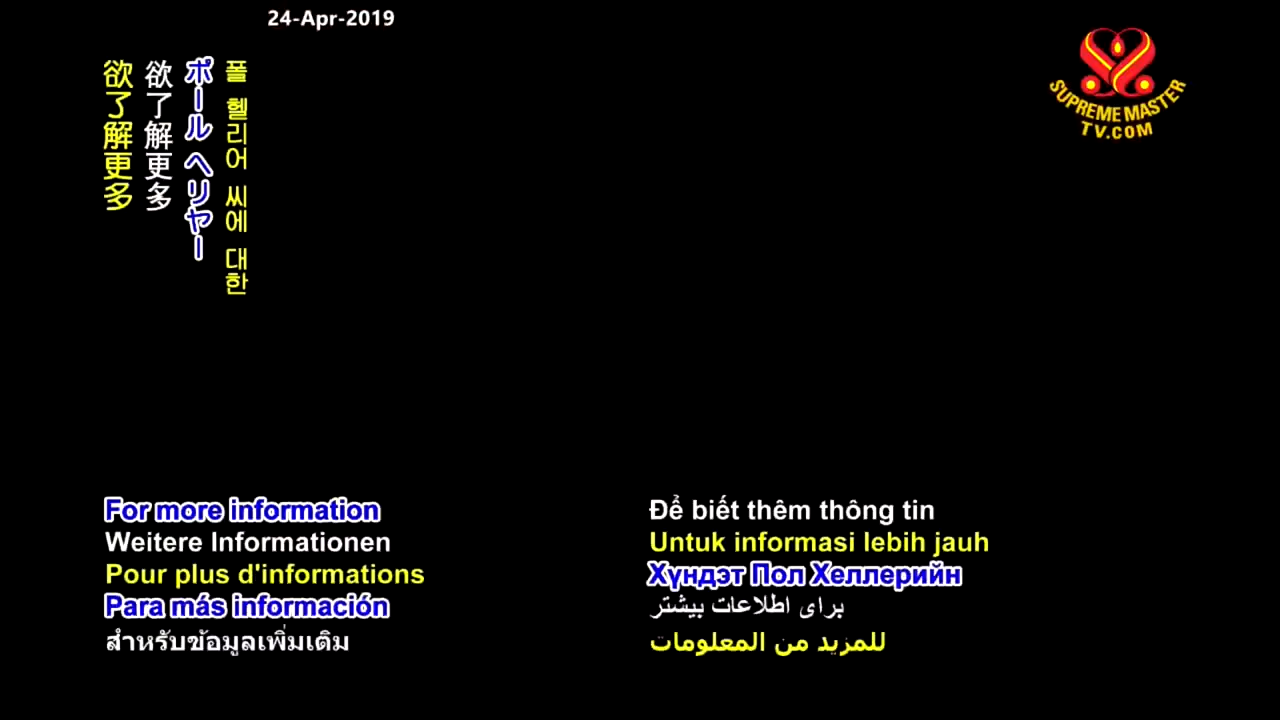 24-Apr-2019
SUPREME MASTER
TV.COM
欲了解更多
欲了解更多
ポール ヘリヤー
폴 헬리어 씨에 대한
For more information
Weitere Informationen
Pour plus d'informations
Para más información
สำหรับข้อมูลเพิ่มเติม
Để biết thêm thông tin
Untuk informasi lebih jauh
Хүндэт Пол Хеллерийн
برای اطلاعات بیشتر
للمزيد من المعلومات